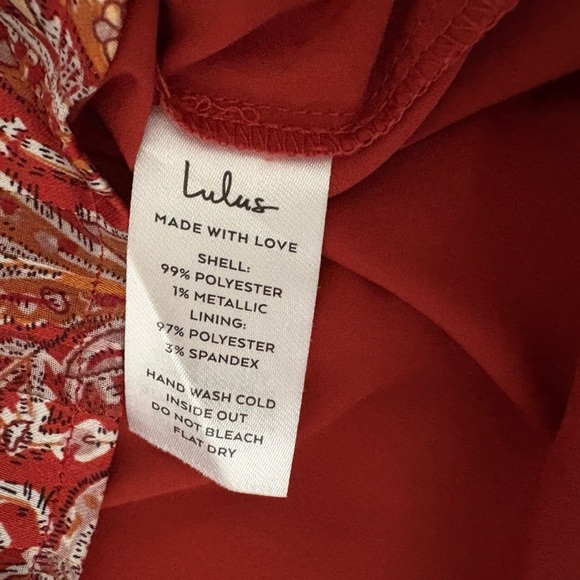 Lulus
MADE WITH LOVE
SHELL:
99% POLYESTER
1% METALLIC
LINING:
97% POLYESTER
3% SPANDEX
HAND WASH COLD
INSIDE OUT
DO NOT BLEACH
FLAT DRY